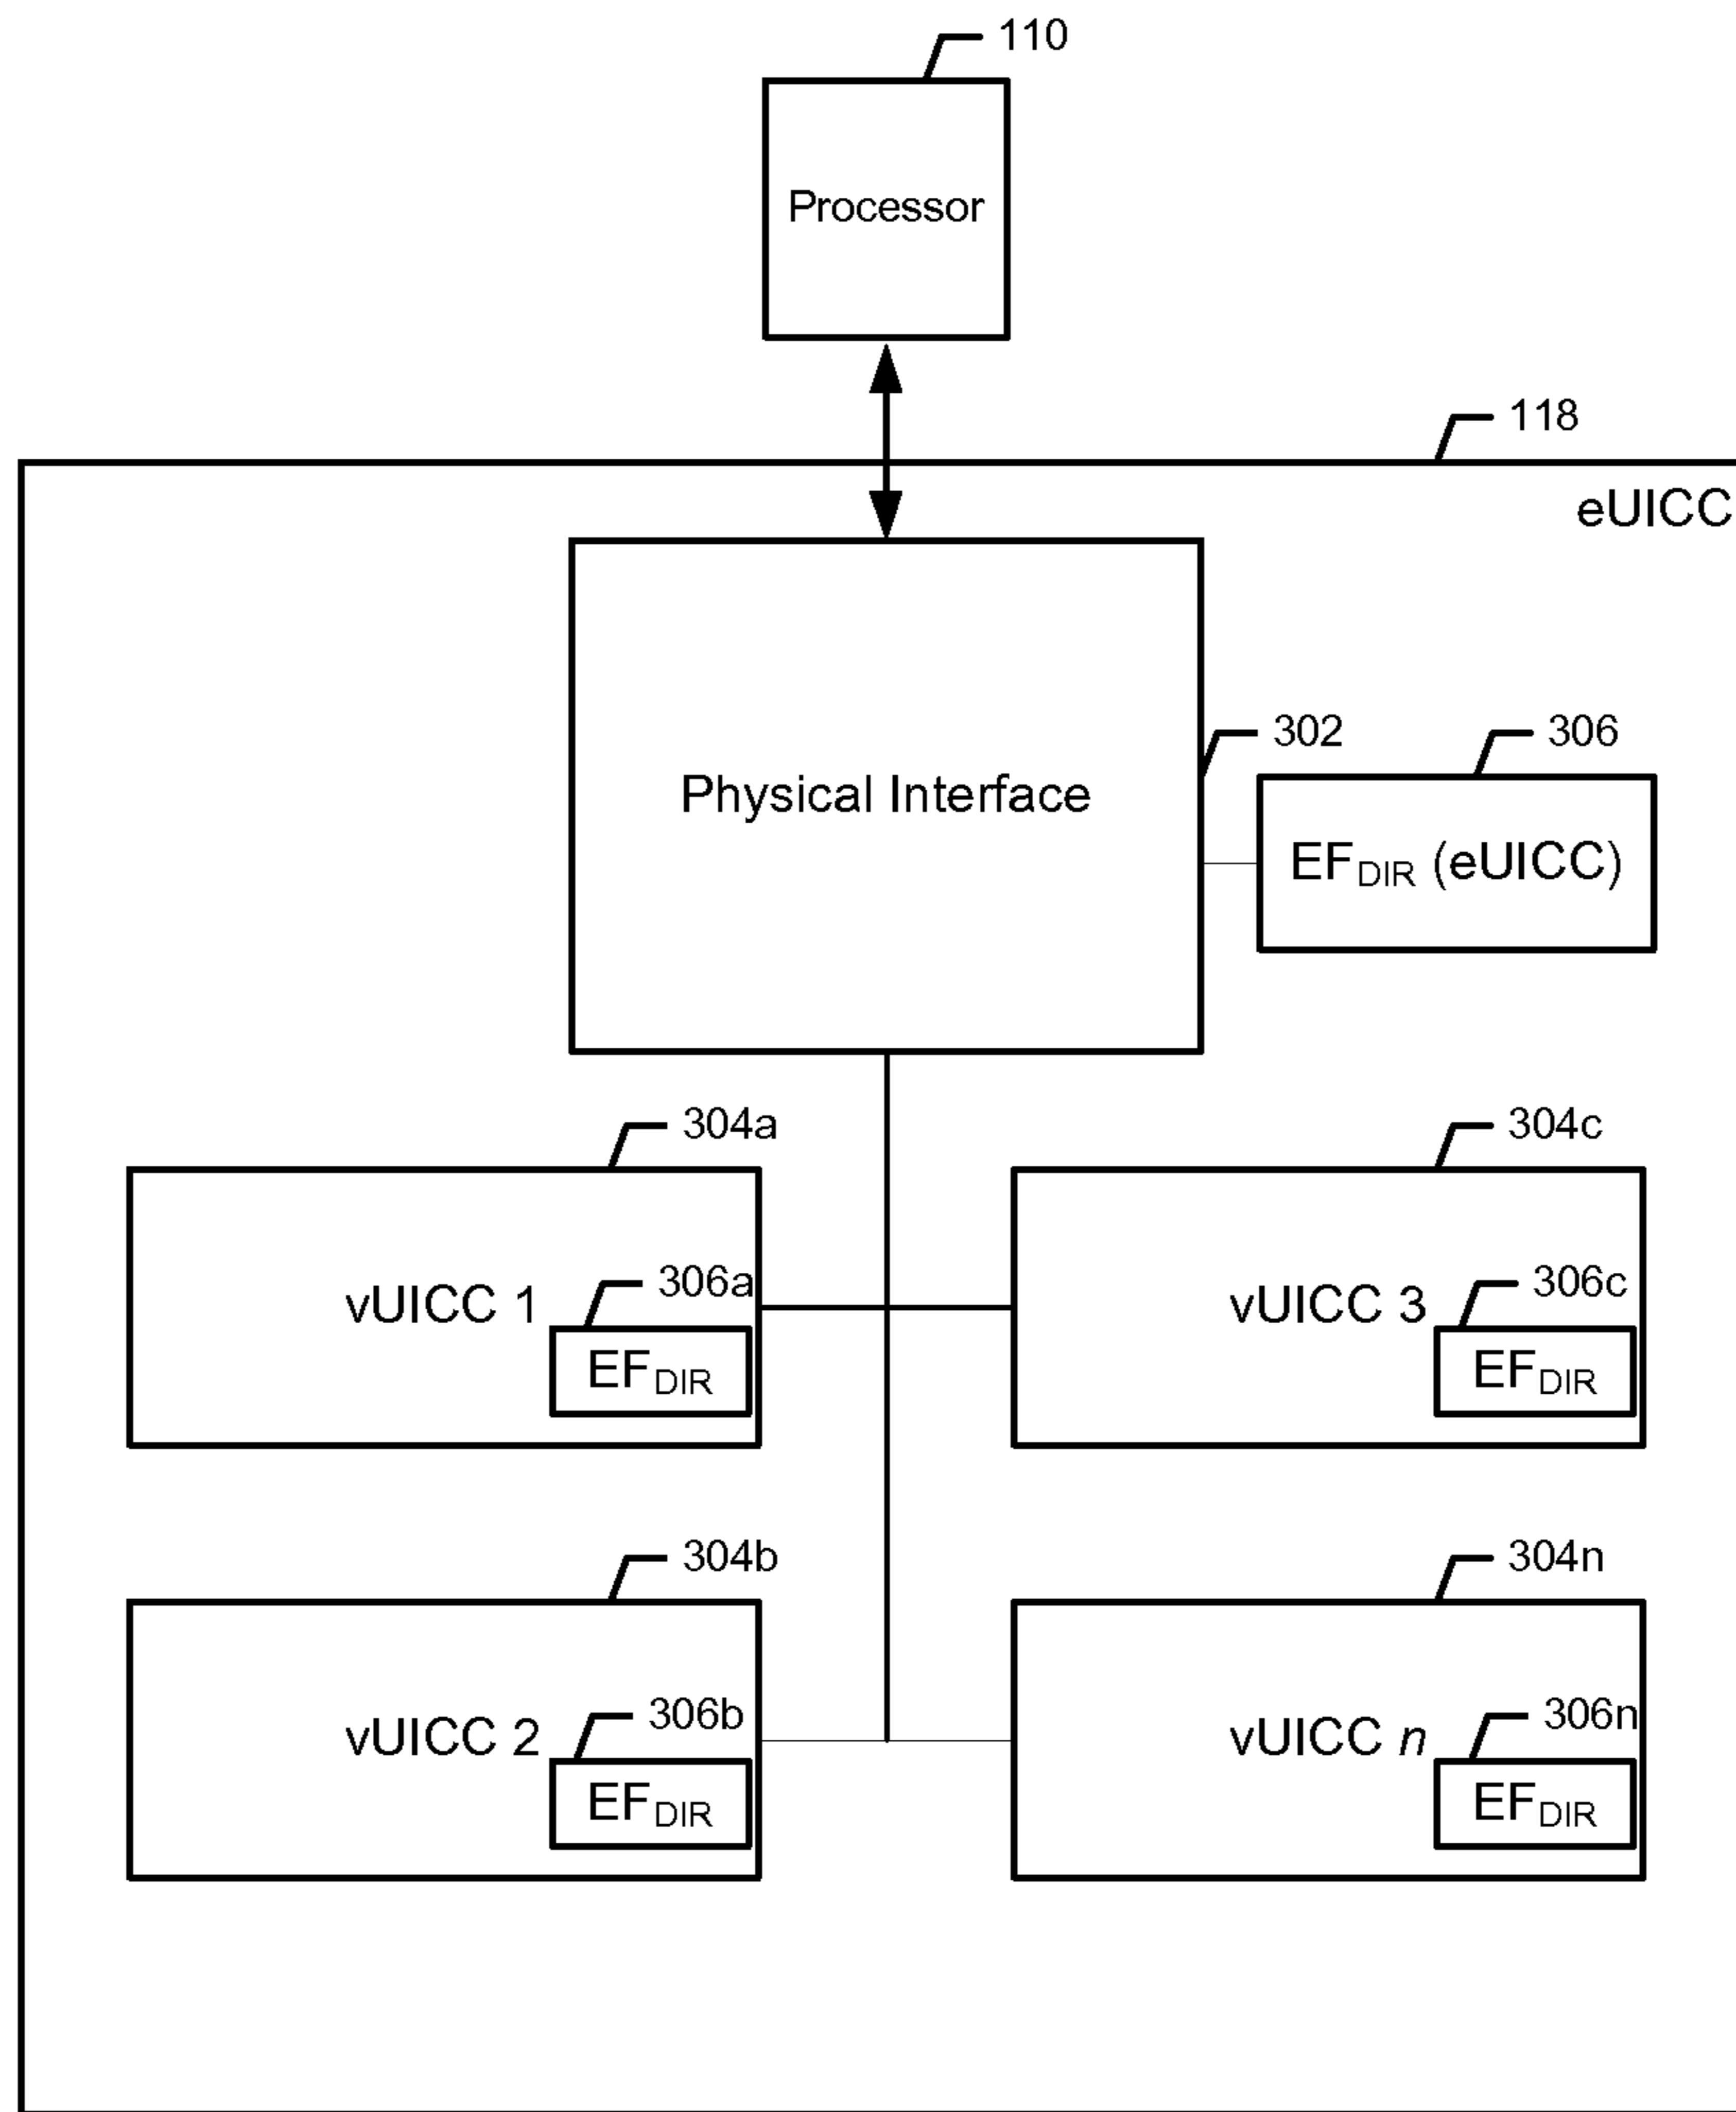 110
Processor
118
eUICC
302
306
Physical Interface
EFDIR (eUICC)
304a
304c
306a
306c
vUICC 1
vUICC 3
EFDIR
EFDIR
304b
304n
306b
306n
vUICC 2
vUICC n
EFDIR
EFDIR